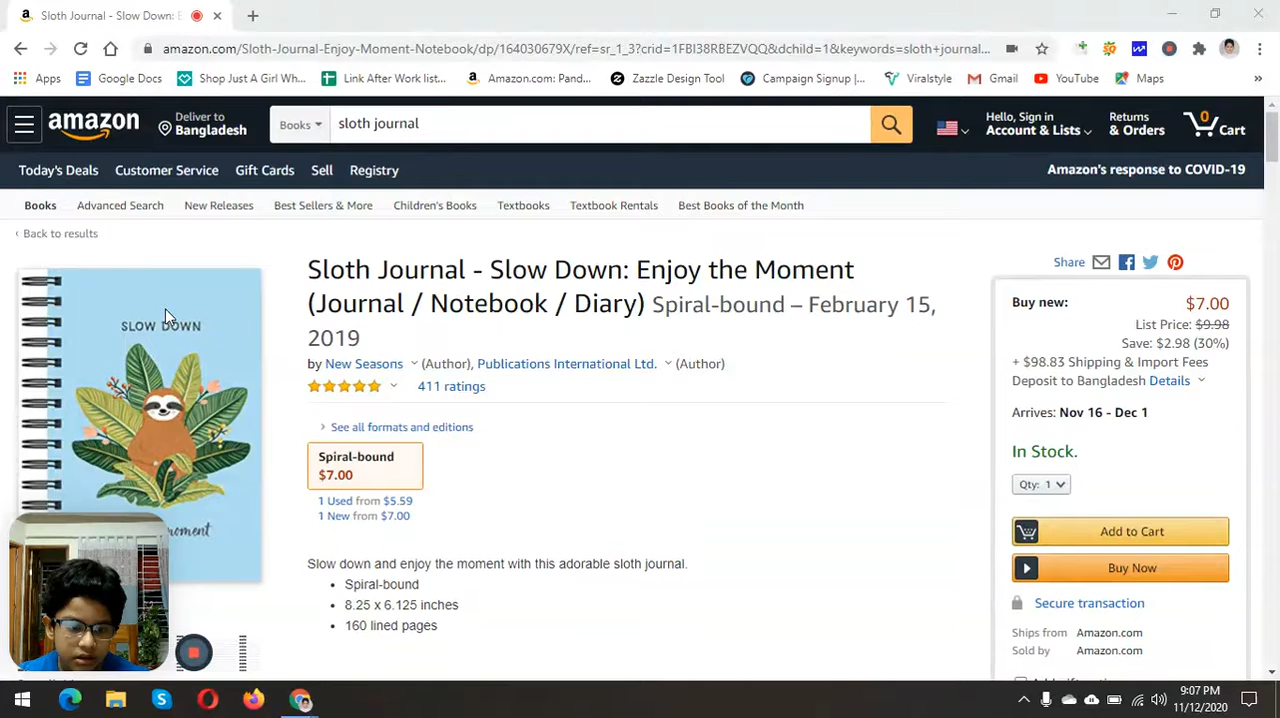 Sloth Journal - Slow Down: E
amazon.com/Sloth-Journal-Enjoy-Moment-Notebook/dp/164030679X/ref=sr_1_3?crid=1FBI38RBEZVQQ&dchild=1&keywords=sloth+journal...
Apps Google Docs Shop Just A Girl Wh... Link After Work list... Amazon.com: Pand... Zazzle Design Tool Campaign Signup |... Viralstyle Gmail YouTube Maps »
amazon Deliver to Bangladesh Books sloth journal Hello, Sign in Account & Lists Returns & Orders 0 Cart
Today's Deals Customer Service Gift Cards Sell Registry Amazon's response to COVID-19
Books Advanced Search New Releases Best Sellers & More Children's Books Textbooks Textbook Rentals Best Books of the Month
‹ Back to results
SLOW DOWN
moment
Sloth Journal - Slow Down: Enjoy the Moment
(Journal / Notebook / Diary) Spiral-bound – February 15,
2019
by New Seasons (Author), Publications International Ltd. (Author)
411 ratings
› See all formats and editions
Spiral-bound
$7.00
1 Used from $5.59
1 New from $7.00
Slow down and enjoy the moment with this adorable sloth journal.
• Spiral-bound
• 8.25 x 6.125 inches
• 160 lined pages
Share
Buy new: $7.00
List Price: $9.98
Save: $2.98 (30%)
+ $98.83 Shipping & Import Fees
Deposit to Bangladesh Details
Arrives: Nov 16 - Dec 1
In Stock.
Qty: 1
Add to Cart
Buy Now
Secure transaction
Ships from Amazon.com
Sold by Amazon.com
9:07 PM
11/12/2020